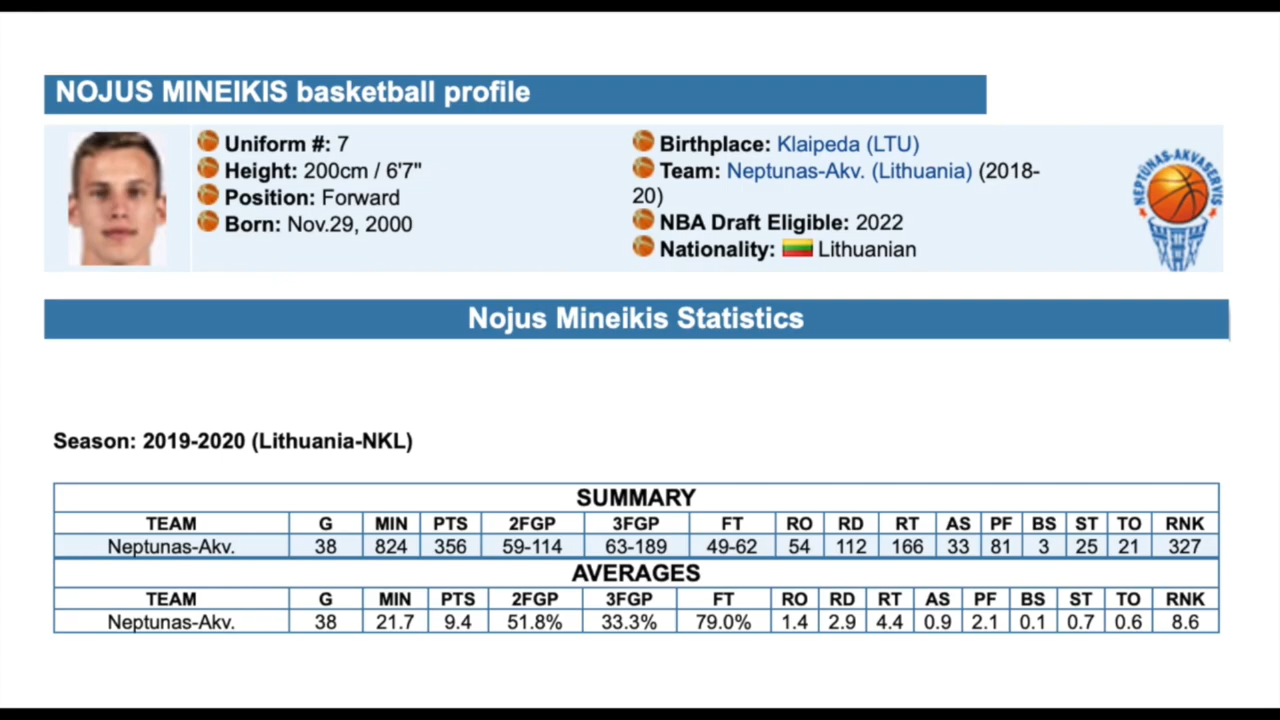 NOJUS MINEIKIS basketball profile
Uniform #: 7
Height: 200cm / 6'7"
Position: Forward
Born: Nov.29, 2000
Birthplace: Klaipeda (LTU)
Team: Neptunas-Akv. (Lithuania) (2018-
20)
NBA Draft Eligible: 2022
Nationality: Lithuanian
NEPTŪNAS-AKVASERVIS
Nojus Mineikis Statistics
Season: 2019-2020 (Lithuania-NKL)
SUMMARY
TEAM G MIN PTS 2FGP 3FGP FT RO RD RT AS PF BS ST TO RNK
Neptunas-Akv. 38 824 356 59-114 63-189 49-62 54 112 166 33 81 3 25 21 327
AVERAGES
TEAM G MIN PTS 2FGP 3FGP FT RO RD RT AS PF BS ST TO RNK
Neptunas-Akv. 38 21.7 9.4 51.8% 33.3% 79.0% 1.4 2.9 4.4 0.9 2.1 0.1 0.7 0.6 8.6